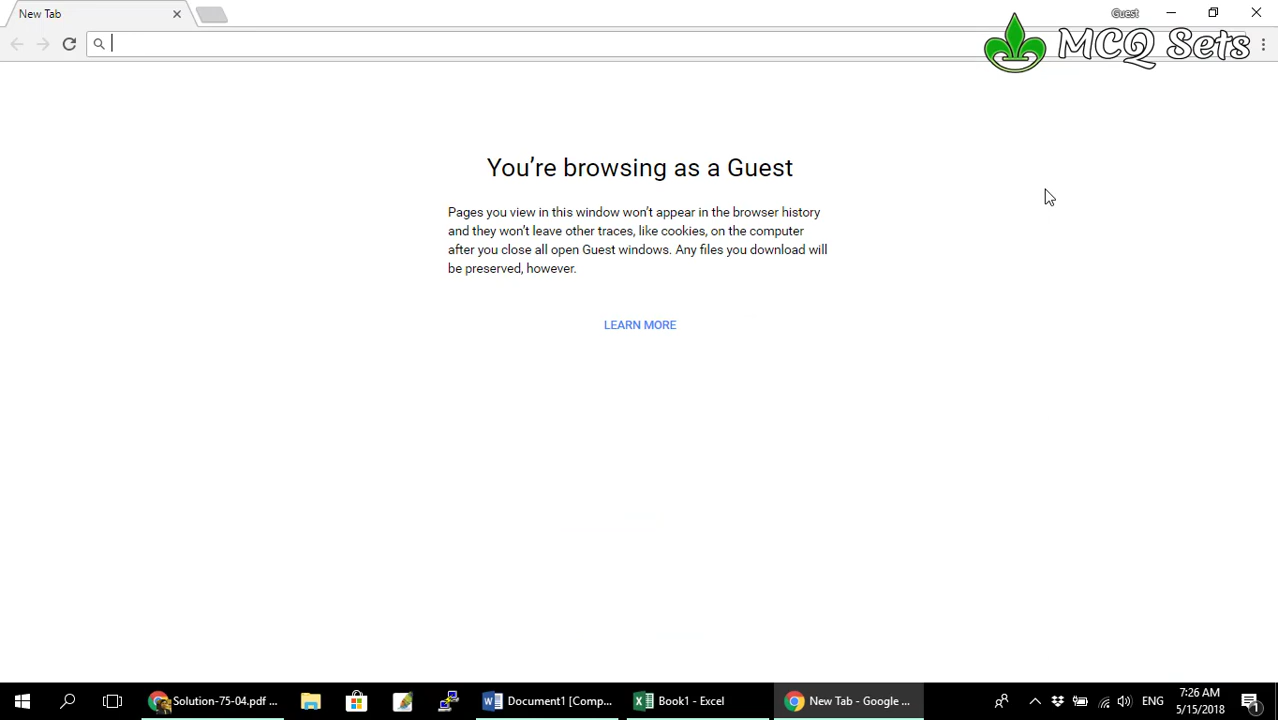 New Tab
Guest
MCQ Sets
You're browsing as a Guest
Pages you view in this window won't appear in the browser history
and they won't leave other traces, like cookies, on the computer
after you close all open Guest windows. Any files you download will
be preserved, however.
LEARN MORE
Solution-75-04.pdf ...
Document1 [Comp...
Book1 - Excel
New Tab - Google ...
ENG
7:26 AM
5/15/2018
1